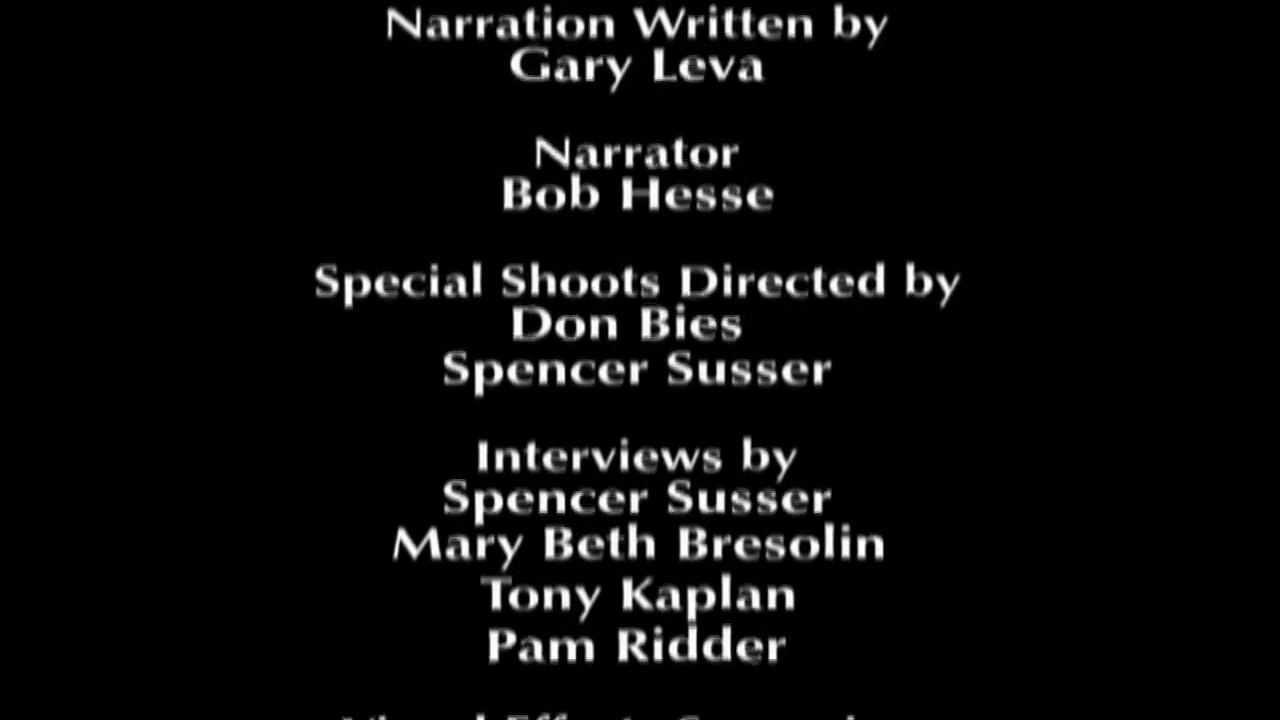 Narration Written by
Gary Leva
Narrator
Bob Hesse
Special Shoots Directed by
Don Bies
Spencer Susser
Interviews by
Spencer Susser
Mary Beth Bresolin
Tony Kaplan
Pam Ridder